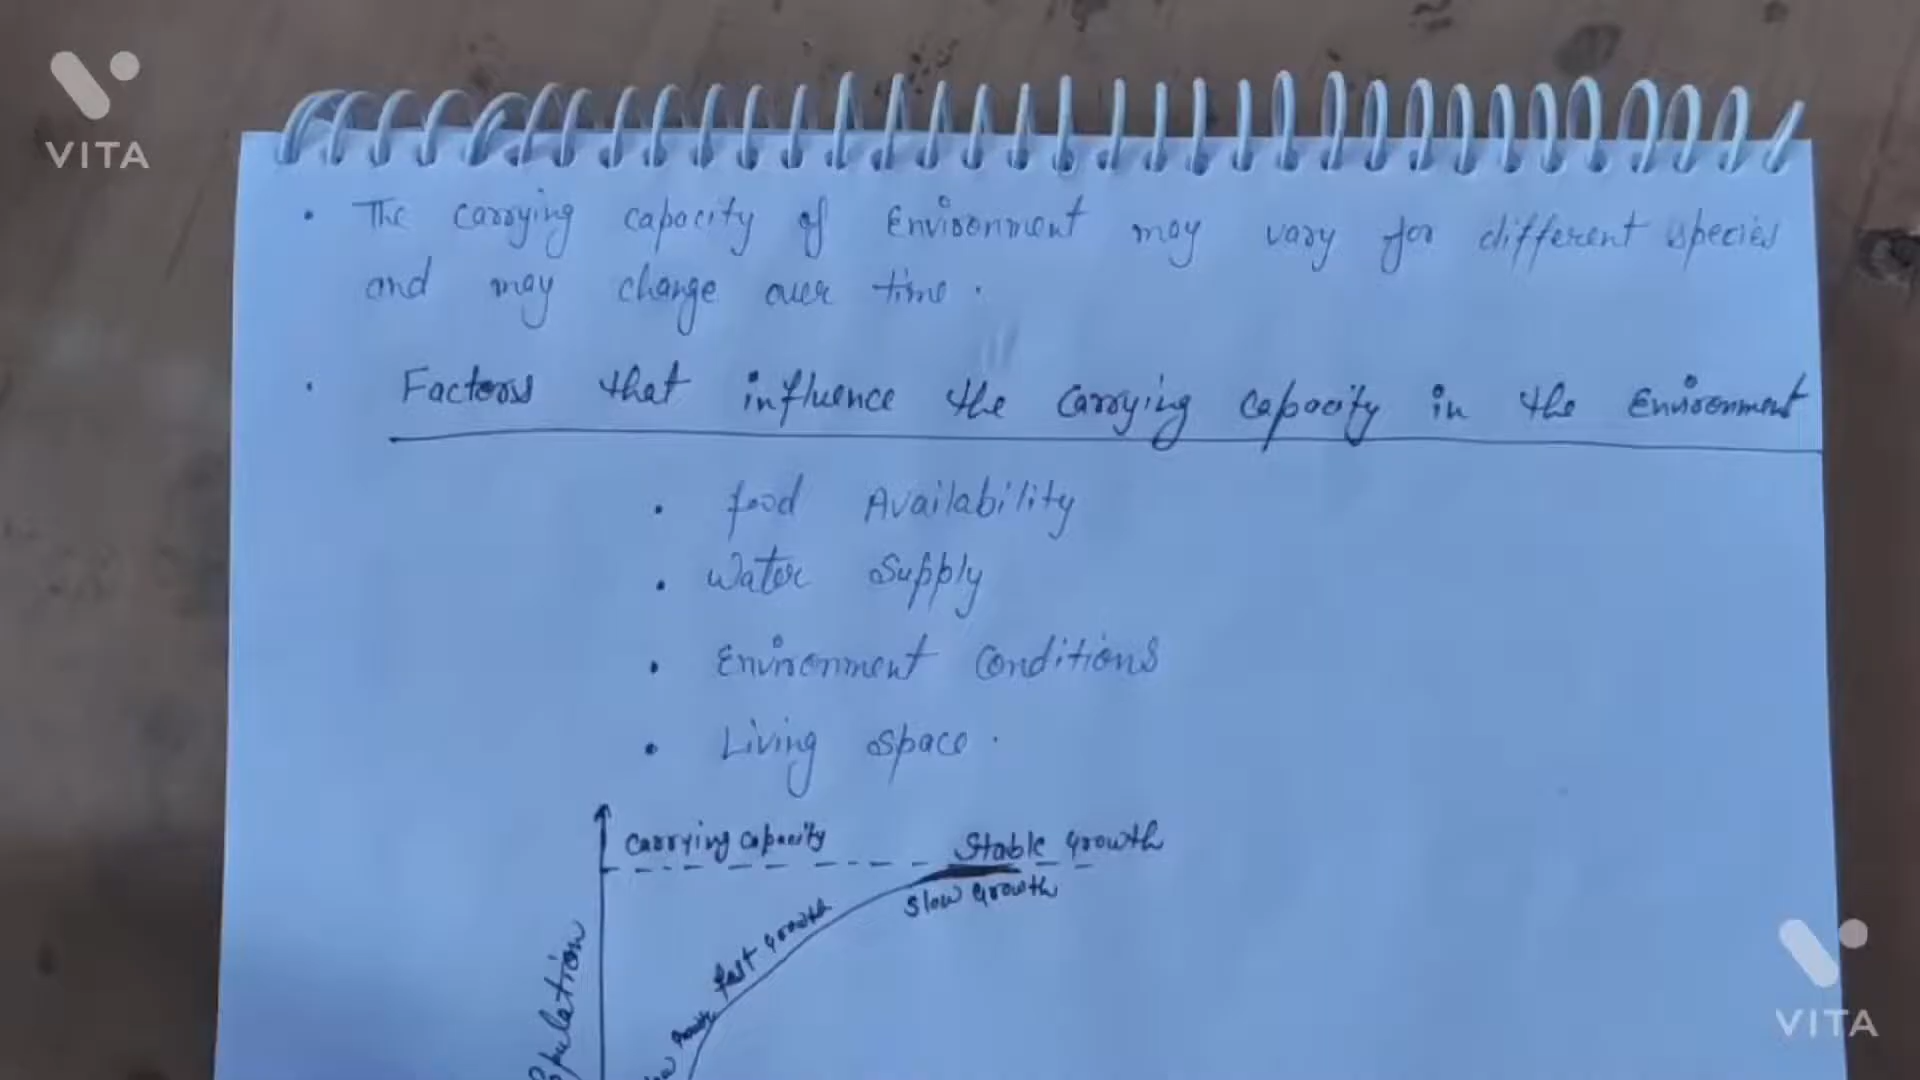 VITA
• The carrying capacity of Environment may vary for different species
and may change over time.
• Factors that influence the carrying capacity in the Environment
• food Availability
• Water Supply
• Environment Conditions
• Living space.
Carrying capacity
Stable Growth
Slow Growth
fast growth
VITA